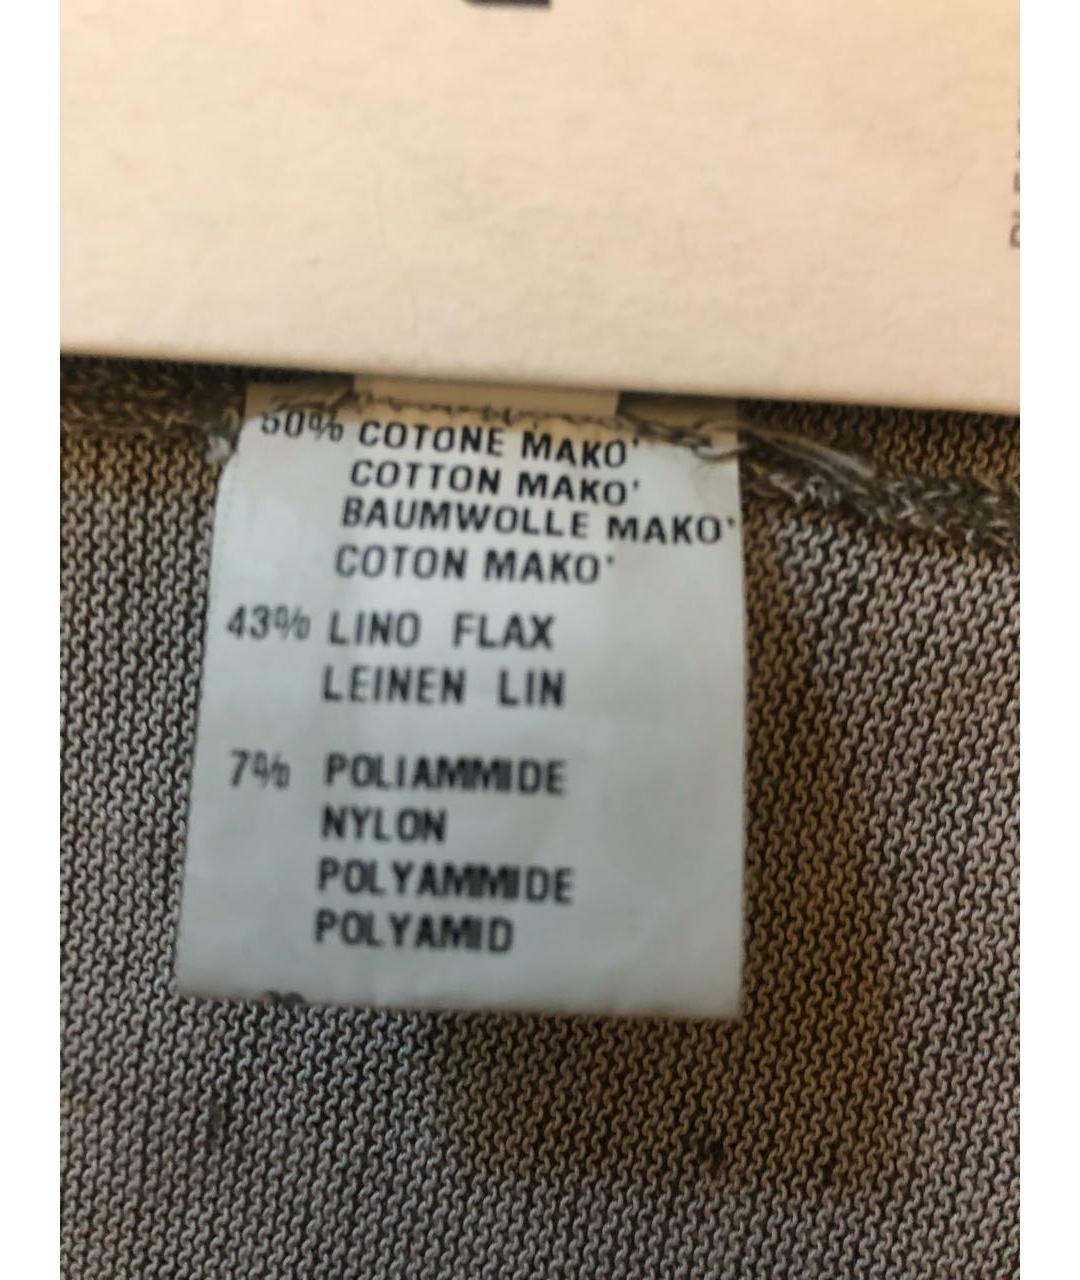 50% COTONE MAKO'
COTTON MAKO'
BAUMWOLLE MAKO'
COTON MAKO'
43% LINO FLAX
LEINEN LIN
7% POLIAMMIDE
NYLON
POLYAMMIDE
POLYAMID